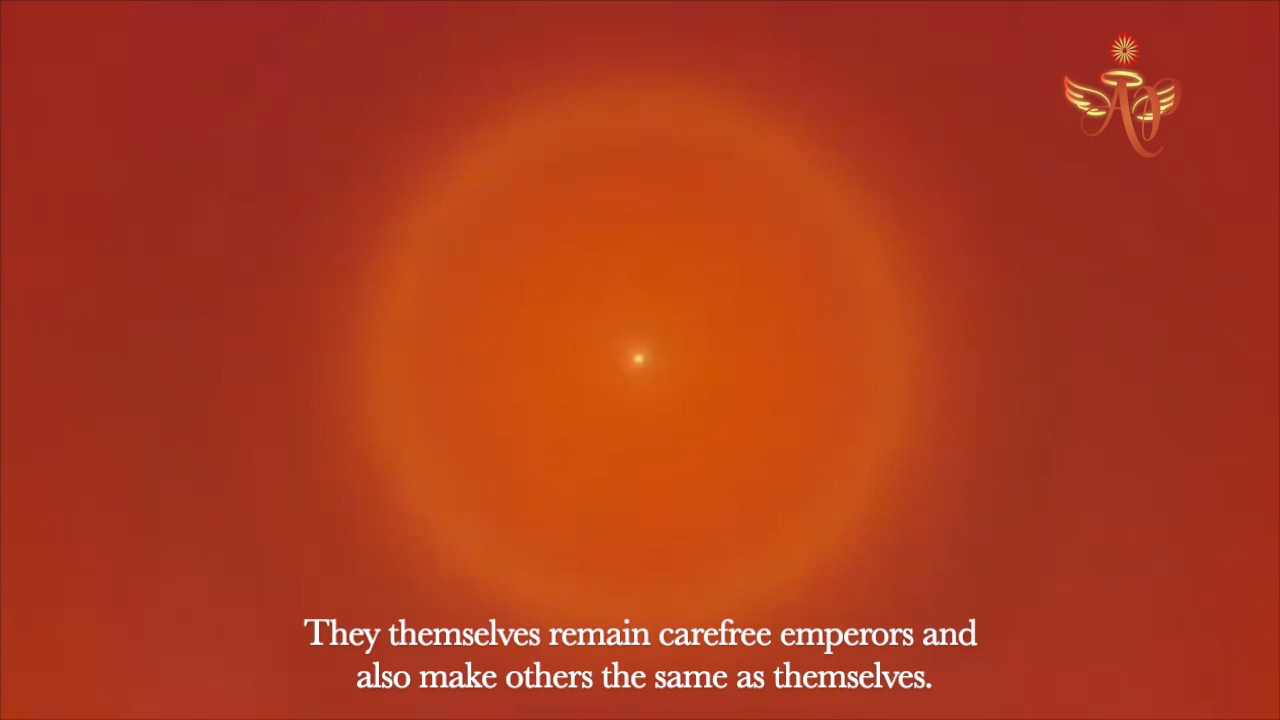 They themselves remain carefree emperors and
also make others the same as themselves.